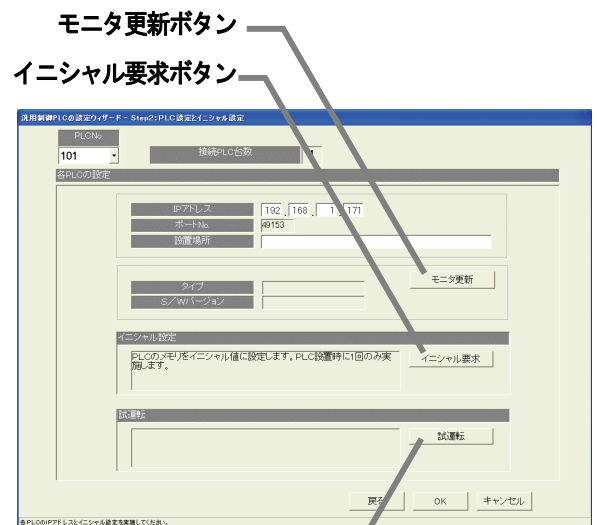 モニタ更新ボタン
イニシャル要求ボタン
汎用制御PLCの設定ウィザード - Step2:PLC設定とイニシャル設定
PLCNo.
101
接続PLC台数
各PLCの設定
IPアドレス
192 . 168 . 1 . 171
ポートNo.
49153
設置場所
モニタ更新
タイプ
S/Wバージョン
イニシャル設定
PLCのメモリをイニシャル値に設定します。PLC設置時に1回のみ実
施します。
イニシャル要求
試運転
試運転
戻る
OK
キャンセル
各PLCのIPアドレスとイニシャル設定を実施してください。